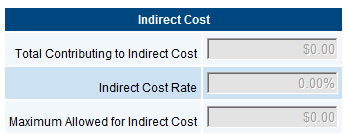 Indirect Cost
Total Contributing to Indirect Cost $0.00
Indirect Cost Rate 0.00%
Maximum Allowed for Indirect Cost $0.00